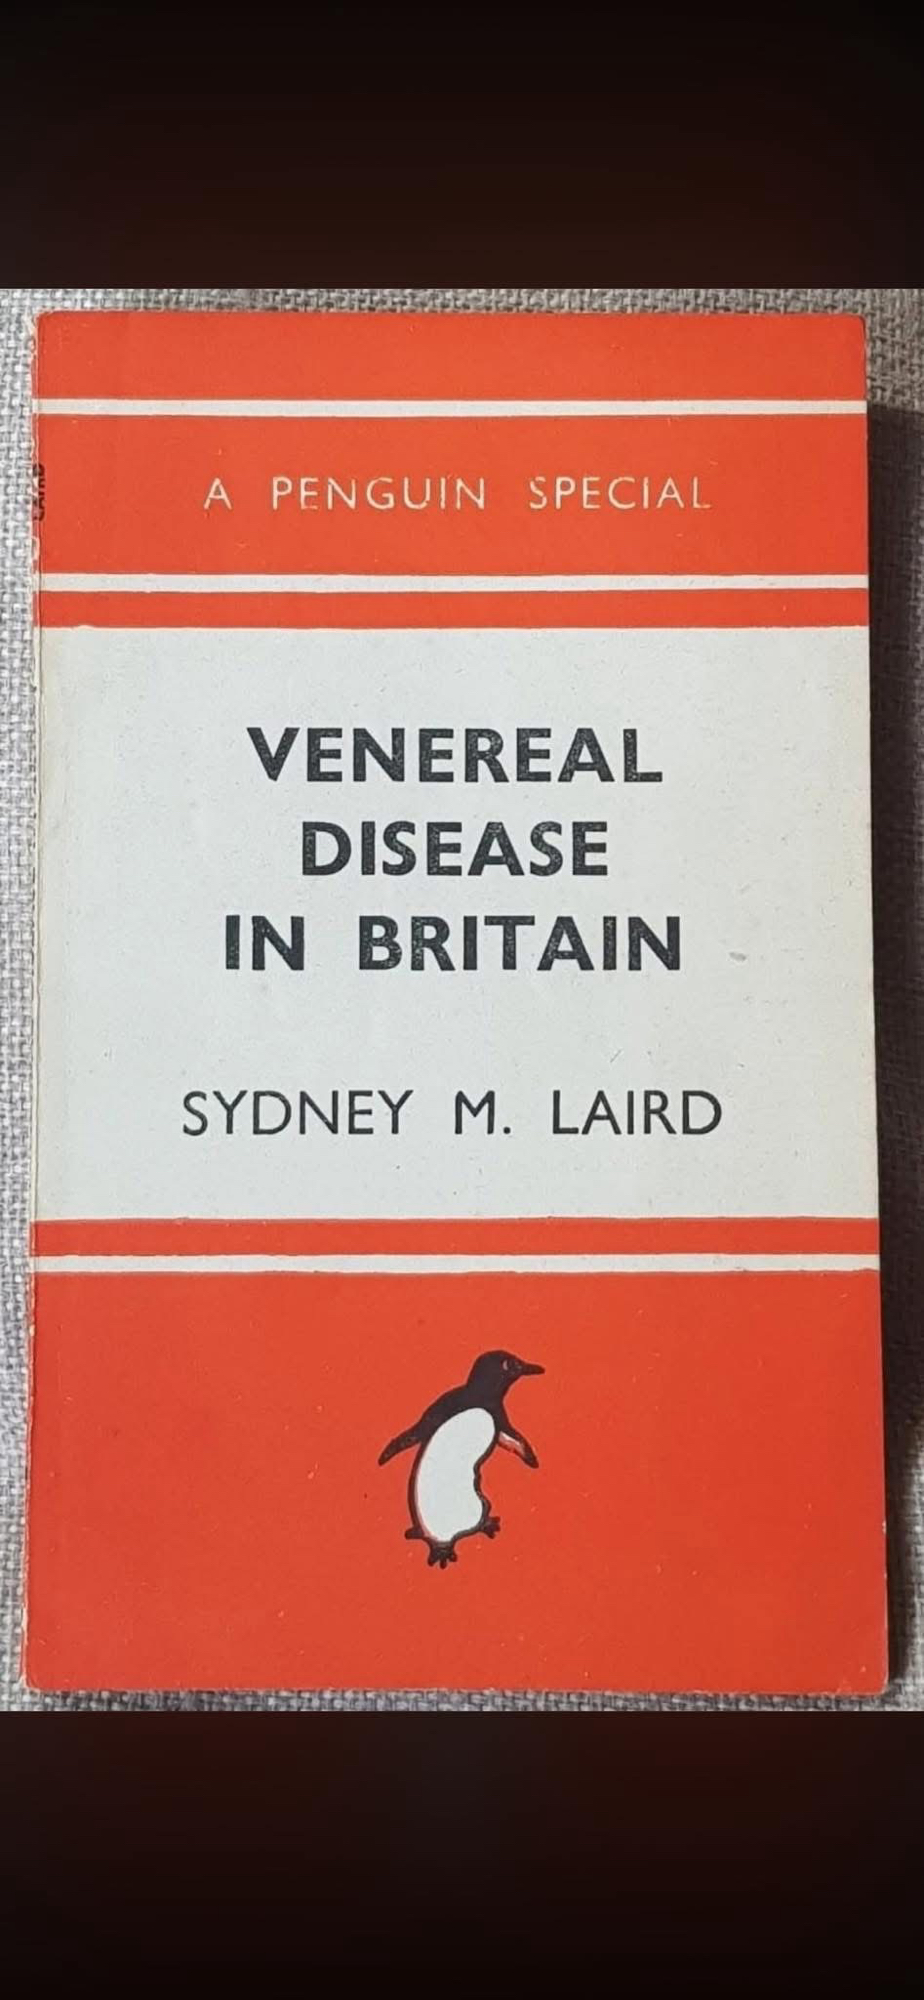 A PENGUIN SPECIAL
VENEREAL
DISEASE
IN BRITAIN
SYDNEY M. LAIRD